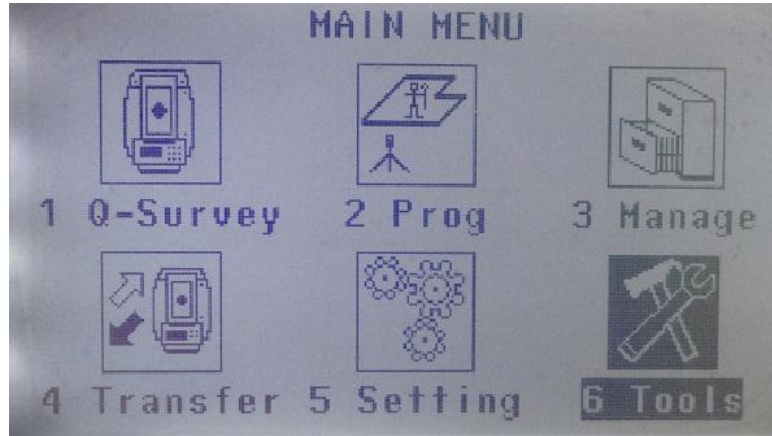 MAIN MENU
1 Q-Survey 2 Prog 3 Manage
4 Transfer 5 Setting 6 Tools